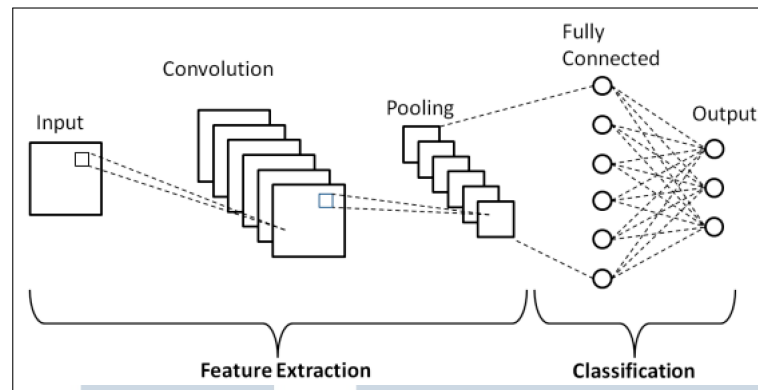 Input
Convolution
Pooling
Fully
Connected
Output
Feature Extraction
Classification